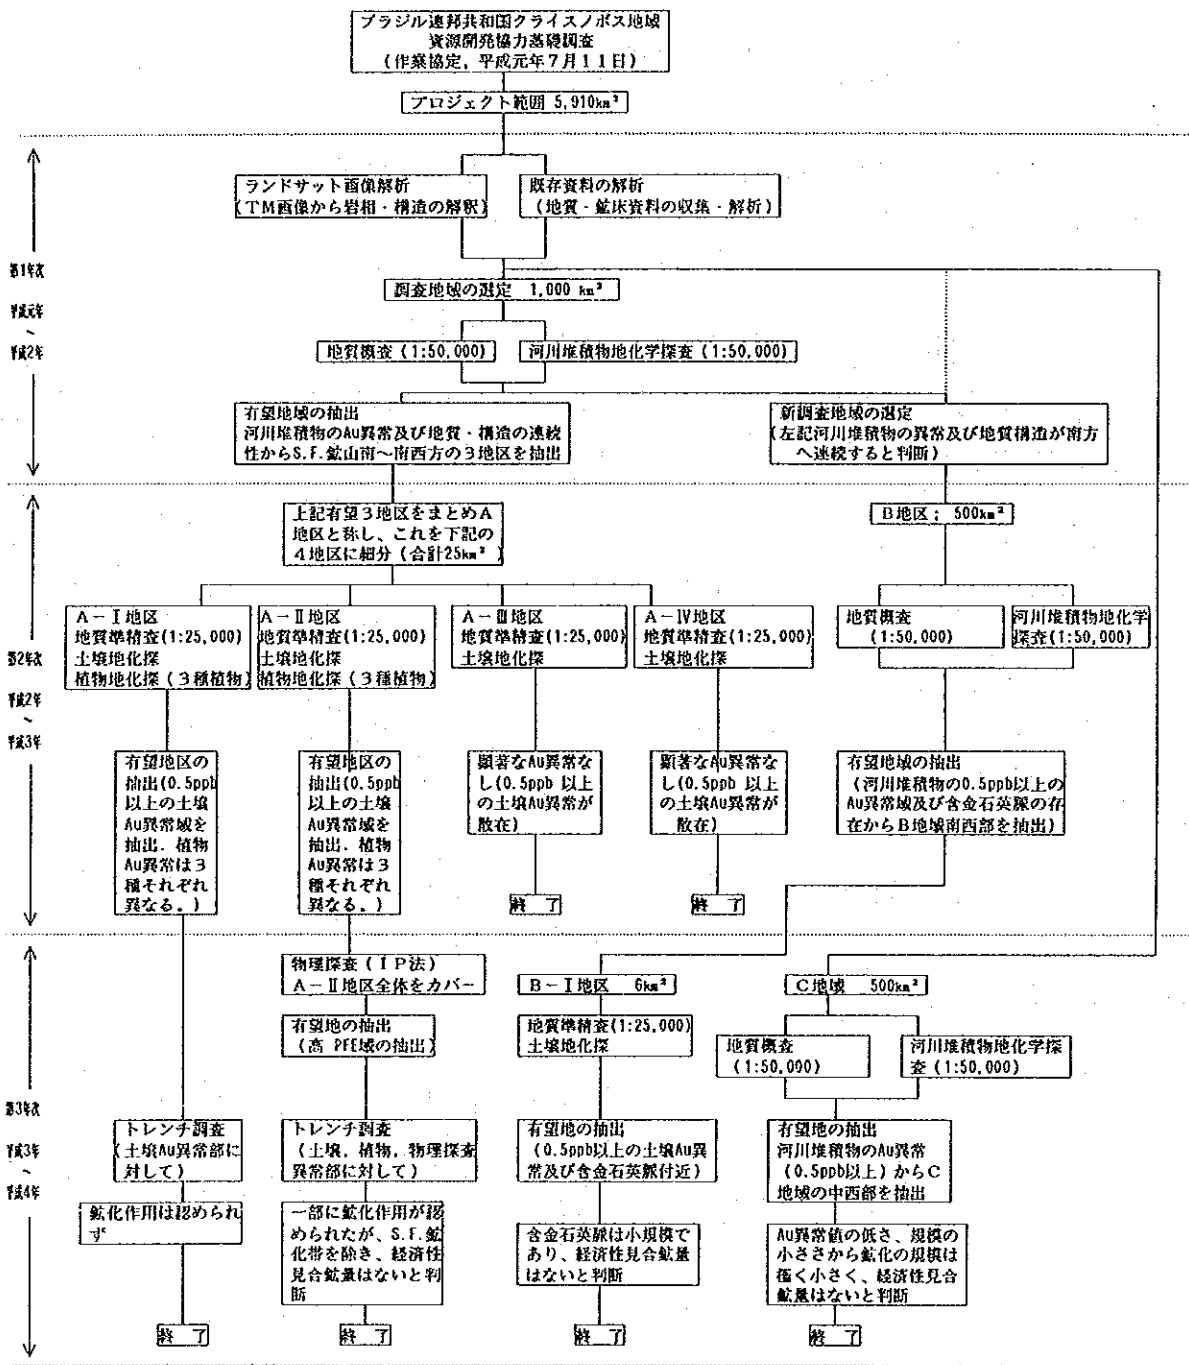 ブラジル連邦共和国クライスノボス地域
資源開発協力基礎調査
(作業協定, 平成元年7月11日)
プロジェクト範囲 5,910km²
第1年次
平成元年
~
平成2年
ランドサット画像解析
(TM画像から岩相・構造の解釈)
既存資料の解析
(地質・鉱床資料の収集・解析)
調査地域の選定 1,000 km²
地質概査 (1:50,000)
河川堆積物地化学探査 (1:50,000)
有望地域の抽出
河川堆積物のAu異常及び地質・構造の連続
性からS.F.鉱山南~南西方の3地区を抽出
新調査地域の選定
(左記河川堆積物の異常及び地質構造が南方
へ連続すると判断)
第2年次
平成2年
~
平成3年
上記有望3地区をまとめA
地区と称し、これを下記の
4地区に細分 (合計25km²)
B地区; 500km²
A-Ⅰ地区
地質準精査(1:25,000)
土壌地化探
植物地化探 (3種植物)
A-Ⅱ地区
地質準精査(1:25,000)
土壌地化探
植物地化探 (3種植物)
A-Ⅲ地区
地質準精査(1:25,000)
土壌地化探
A-Ⅳ地区
地質準精査(1:25,000)
土壌地化探
地質概査
(1:50,000)
河川堆積物地化学
探査(1:50,000)
有望地区の
抽出(0.5ppb
以上の土壌
Au異常域を
抽出. 植物
Au異常は3
種それぞれ
異なる。)
有望地区の
抽出(0.5ppb
以上の土壌
Au異常域を
抽出. 植物
Au異常は3
種それぞれ
異なる。)
顕著なAu異常な
し(0.5ppb 以上
の土壌Au異常が
散在)
顕著なAu異常な
し(0.5ppb 以上
の土壌Au異常が
散在)
有望地域の抽出
(河川堆積物の0.5ppb以上の
Au異常域及び含金石英脈の存
在からB地域南西部を抽出)
終 了
終 了
第3年次
平成3年
~
平成4年
物理探査 (IP法)
A-Ⅱ地区全体をカバー
B-Ⅰ地区 6km²
C地域 500km²
有望地の抽出
(高 PFE域の抽出)
地質準精査(1:25,000)
土壌地化探
地質概査
(1:50,000)
河川堆積物地化学探
査 (1:50,000)
トレンチ調査
(土壌Au異常部に
対して)
トレンチ調査
(土壌, 植物, 物理探査
異常部に対して)
有望地の抽出
(0.5ppb以上の土壌Au異
常及び含金石英脈付近)
有望地の抽出
河川堆積物のAu異常
(0.5ppb以上) からC
地域の中西部を抽出
鉱化作用は認められ
ず
一部に鉱化作用が認
められたが、S.F.鉱
化帯を除き、経済性
見合鉱量はないと判
断
含金石英脈は小規模で
あり、経済性見合鉱量
はないと判断
Au異常値の低さ、規模の
小ささから鉱化の規模は
極く小さく、経済性見合
鉱量はないと判断
終 了
終 了
終 了
終 了